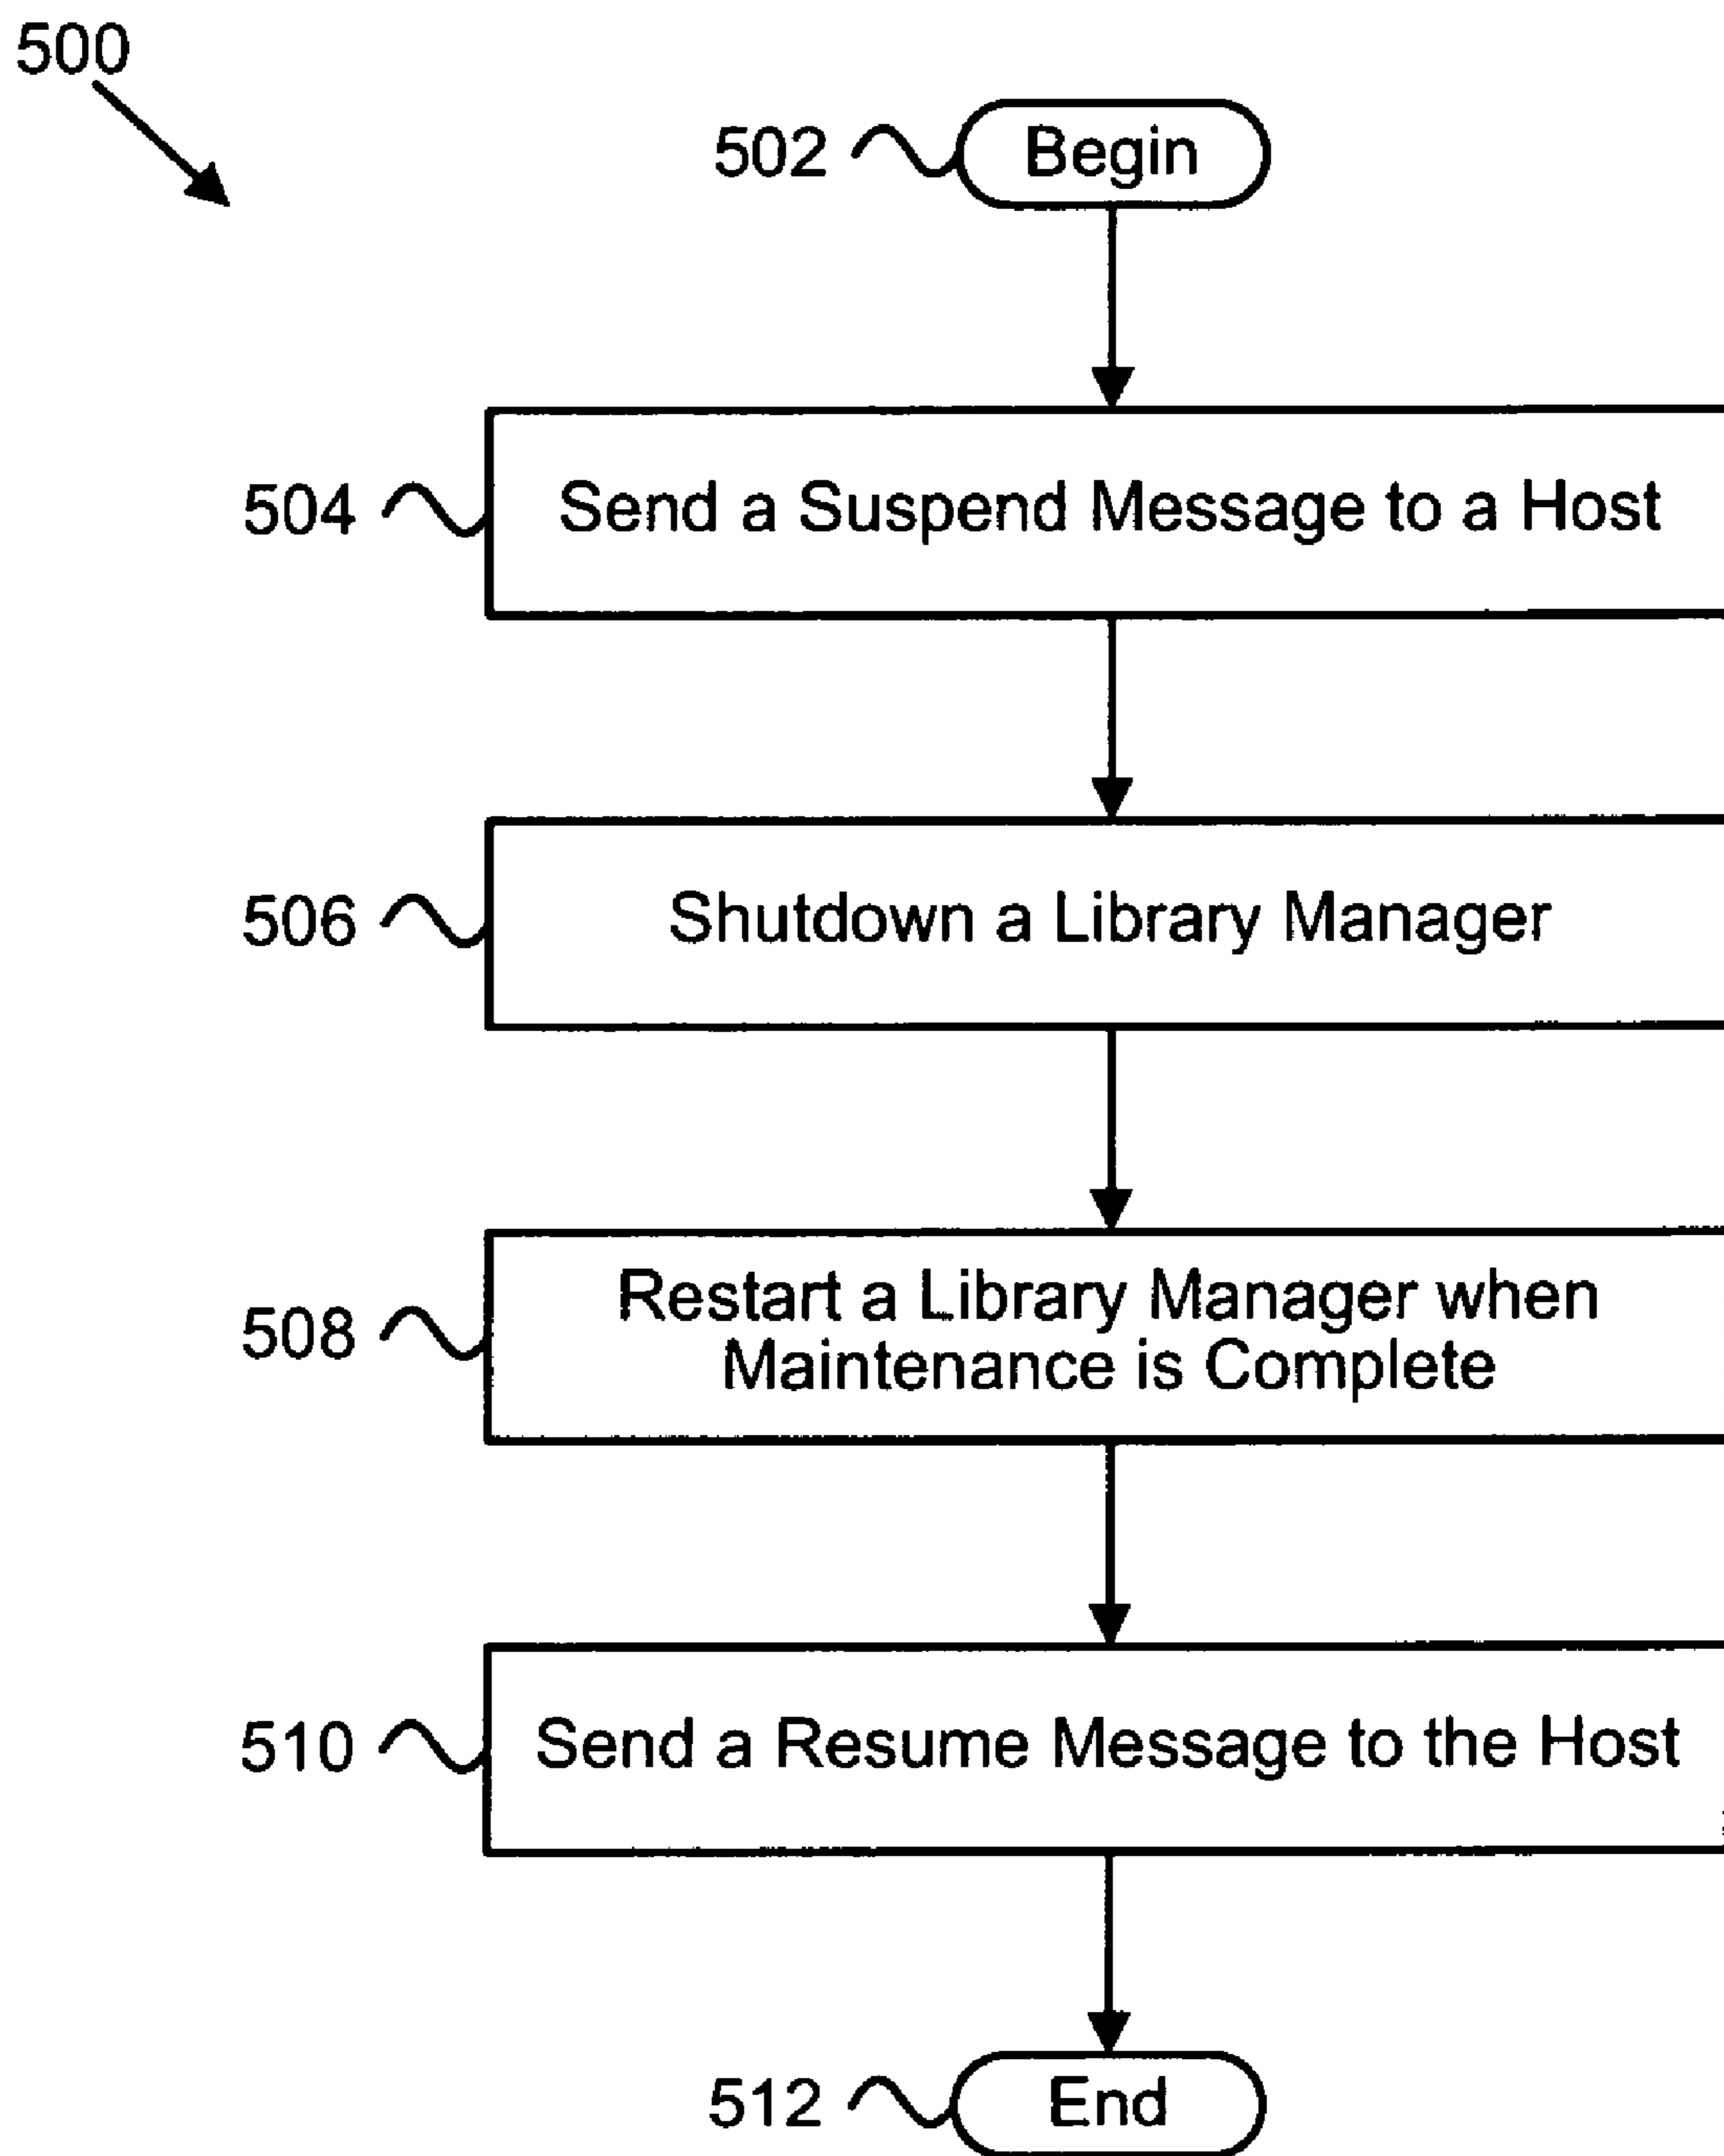 500
502 Begin
504 Send a Suspend Message to a Host
506 Shutdown a Library Manager
508 Restart a Library Manager when
Maintenance is Complete
510 Send a Resume Message to the Host
512 End